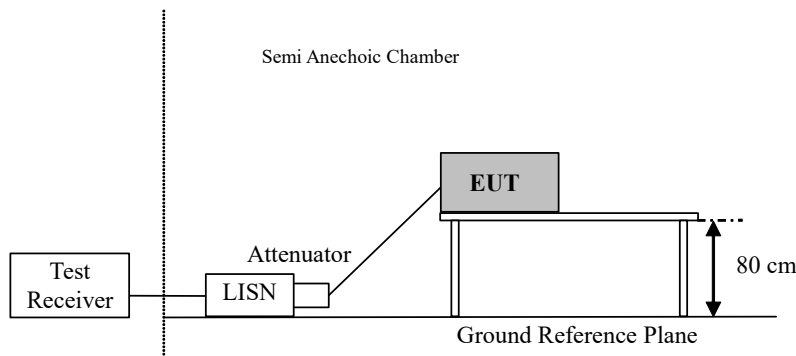 Semi Anechoic Chamber
EUT
Attenuator
Test
Receiver
LISN
80 cm
Ground Reference Plane